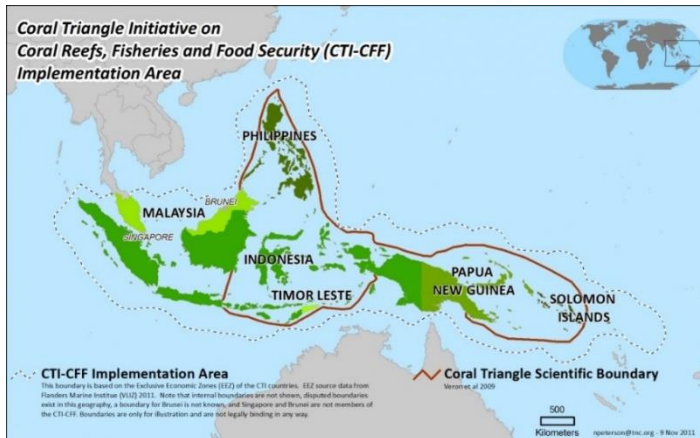 Coral Triangle Initiative on
Coral Reefs, Fisheries and Food Security (CTI-CFF)
Implementation Area
PHILIPPINES
BRUNEI
MALAYSIA
SINGAPORE
INDONESIA
PAPUA
NEW GUINEA
TIMOR LESTE
SOLOMON
ISLANDS
CTI-CFF Implementation Area
This boundary is based on the Exclusive Economic Zones (EEZ) of the CTI countries. EEZ source data from
Flanders Marine Institue (VLIZ) 2011. Note that internal boundaries are not shown, disputed boundaries
exist in this geography, a boundary for Brunei is not known, and Singapore and Brunei are not members of
the CTI-CFF. Boundaries are only for illustration and are not legally binding in any way.
Coral Triangle Scientific Boundary
Veron et al 2009
500
Kilometers
npeterson@tnc.org - 9 Nov 2011